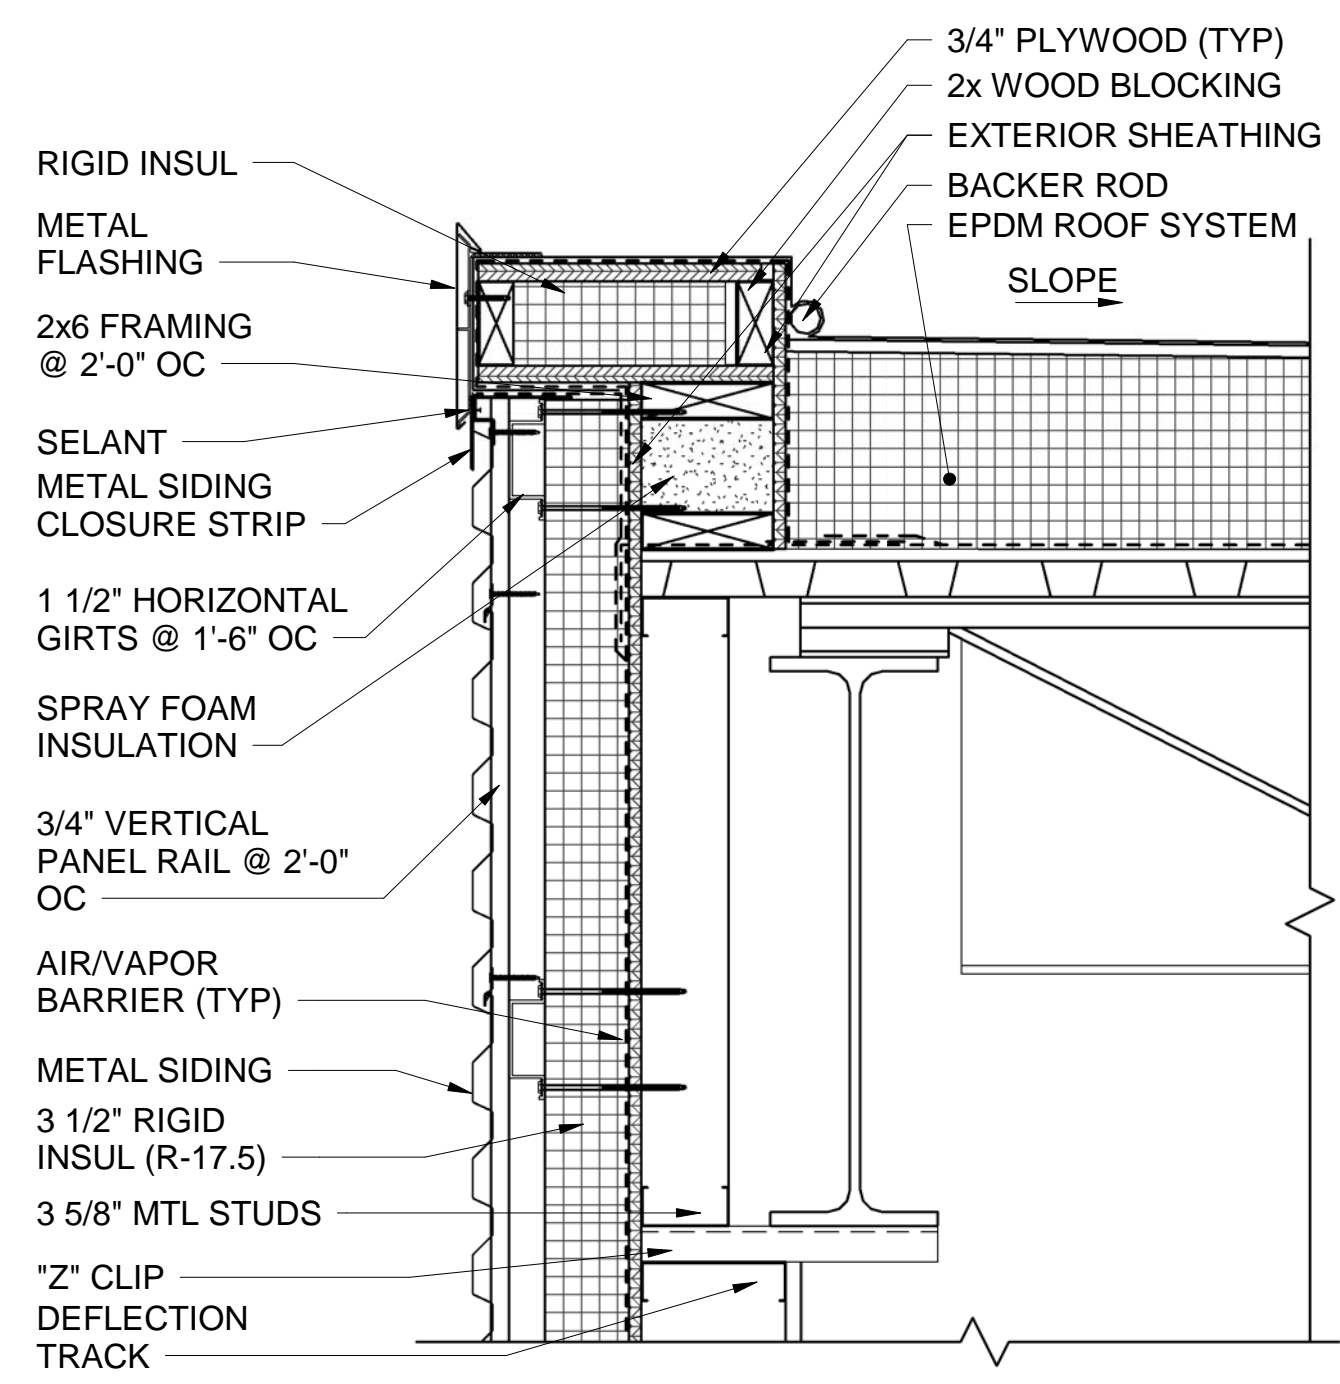 3/4" PLYWOOD (TYP)
2x WOOD BLOCKING
EXTERIOR SHEATHING
BACKER ROD
EPDM ROOF SYSTEM
SLOPE
RIGID INSUL
METAL
FLASHING
2x6 FRAMING
@ 2'-0" OC
SELANT
METAL SIDING
CLOSURE STRIP
1 1/2" HORIZONTAL
GIRTS @ 1'-6" OC
SPRAY FOAM
INSULATION
3/4" VERTICAL
PANEL RAIL @ 2'-0"
OC
AIR/VAPOR
BARRIER (TYP)
METAL SIDING
3 1/2" RIGID
INSUL (R-17.5)
3 5/8" MTL STUDS
"Z" CLIP
DEFLECTION
TRACK